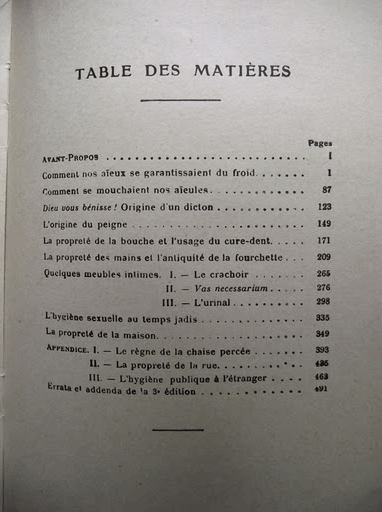 TABLE DES MATIÈRES
Pages
AVANT-PROPOS . . . . . . . . . . . . . . . . . . . . . . . . . . I
Comment nos aïeux se garantissaient du froid. . . . . . . 1
Comment se mouchaient nos aïeules. . . . . . . . . . . . 87
Dieu vous bénisse ! Origine d'un dicton . . . . . . . . . . . 123
L'origine du peigne . . . . . . . . . . . . . . . . . . . . . . 149
La propreté de la bouche et l'usage du cure-dent. . . . . 171
La propreté des mains et l'antiquité de la fourchette . . . 209
Quelques meubles intimes. I. — Le crachoir . . . . . . . . 265
II. — Vas necessarium . . . . . 276
III. — L'urinal . . . . . . . . . . 298
L'hygiène sexuelle au temps jadis . . . . . . . . . . . . . 335
La propreté de la maison. . . . . . . . . . . . . . . . . . . 349
APPENDICE. I. — Le règne de la chaise percée . . . . . . . 393
II. — La propreté de la rue. . . . . . . . . . . 435
III. — L'hygiène publique à l'étranger . . . . 463
Errata et addenda de la 3e édition . . . . . . . . . . . . . . 491